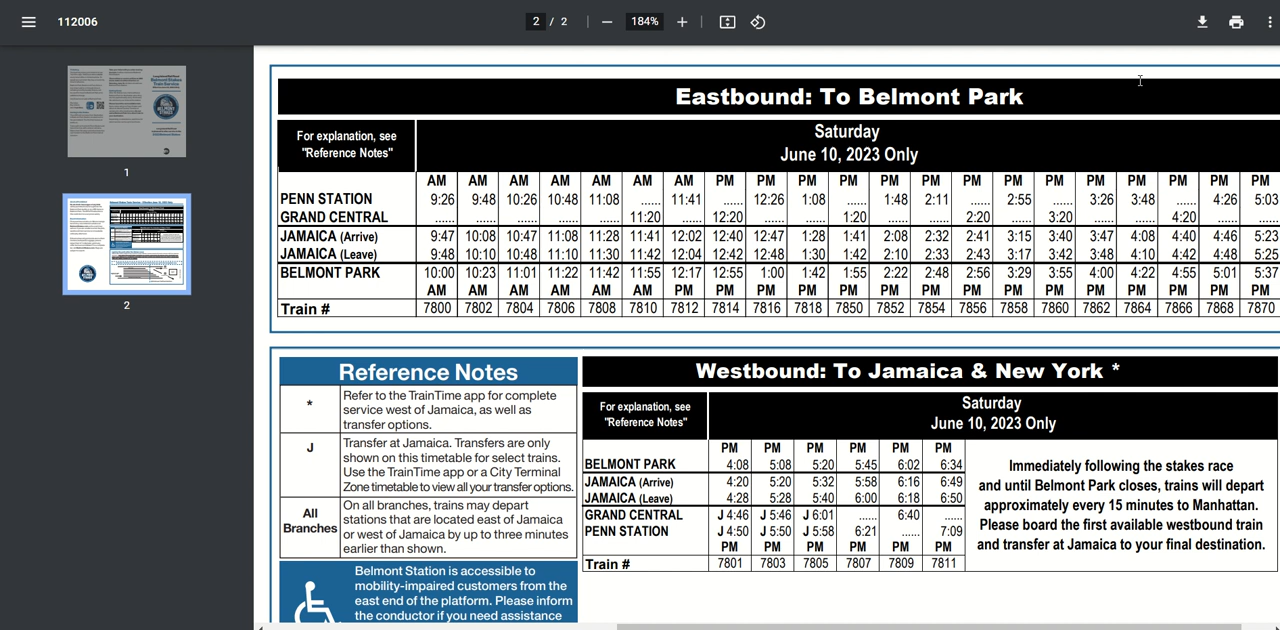 112006
2 / 2
184%
1
2
Eastbound: To Belmont Park
For explanation, see
"Reference Notes"
Saturday
June 10, 2023 Only
AM AM AM AM AM AM AM PM PM PM PM PM PM PM PM PM PM PM PM PM PM
PENN STATION 9:26 9:48 10:26 10:48 11:08 ...... 11:41 ...... 12:26 1:08 ...... 1:48 2:11 ...... 2:55 ...... 3:26 3:48 ...... 4:26 5:03
GRAND CENTRAL ...... ...... ...... ...... ...... 11:20 ...... 12:20 ...... ...... 1:20 ...... ...... 2:20 ...... 3:20 ...... ...... 4:20 ...... ......
JAMAICA (Arrive) 9:47 10:08 11:08 11:28 11:41 12:02 12:40 1:41 2:08 2:41 3:15 3:40 3:47 4:08 4:40 4:46 5:23
JAMAICA (Leave) 9:48 10:10 10:48 11:10 11:30 11:42 12:04 12:42 12:48 1:30 1:42 2:10 2:33 2:43 3:17 3:42 3:48 4:10 4:42 4:48 5:25
BELMONT PARK 10:00 10:23 11:01 11:22 11:42 11:55 12:17 12:55 1:00 1:42 1:55 2:22 2:48 2:56 3:29 3:55 4:00 4:22 4:55 5:01 5:37
AM AM AM AM AM AM PM PM PM PM PM PM PM PM PM PM PM PM PM PM PM
Train # 7800 7802 7804 7806 7808 7810 7812 7814 7816 7818 7850 7852 7854 7856 7858 7860 7862 7864 7866 7868 7870
Reference Notes
* Refer to the TrainTime app for complete
service west of Jamaica, as well as
transfer options.
J Transfer at Jamaica. Transfers are only
shown on this timetable for select trains.
Use the TrainTime app or a City Terminal
Zone timetable to view all your transfer options.
All
Branches
On all branches, trains may depart
stations that are located east of Jamaica
or west of Jamaica by up to three minutes
earlier than shown.
Belmont Station is accessible to
mobility-impaired customers from the
east end of the platform. Please inform
the conductor if you need assistance
Westbound: To Jamaica & New York *
For explanation, see
"Reference Notes"
Saturday
June 10, 2023 Only
PM PM PM PM PM PM
BELMONT PARK 4:08 5:08 5:20 5:45 6:02 6:34
JAMAICA (Arrive) 4:20 5:20 5:32 5:58 6:16 6:49
JAMAICA (Leave) 4:28 5:28 5:40 6:00 6:18 6:50
GRAND CENTRAL J 4:46 J 5:46 J 6:01 ...... 6:40 ......
PENN STATION J 4:50 J 5:50 J 5:58 6:21 ...... 7:09
PM PM PM PM PM PM
Train # 7801 7803 7805 7807 7809 7811
Immediately following the stakes race
and until Belmont Park closes, trains will depart
approximately every 15 minutes to Manhattan.
Please board the first available westbound train
and transfer at Jamaica to your final destination.